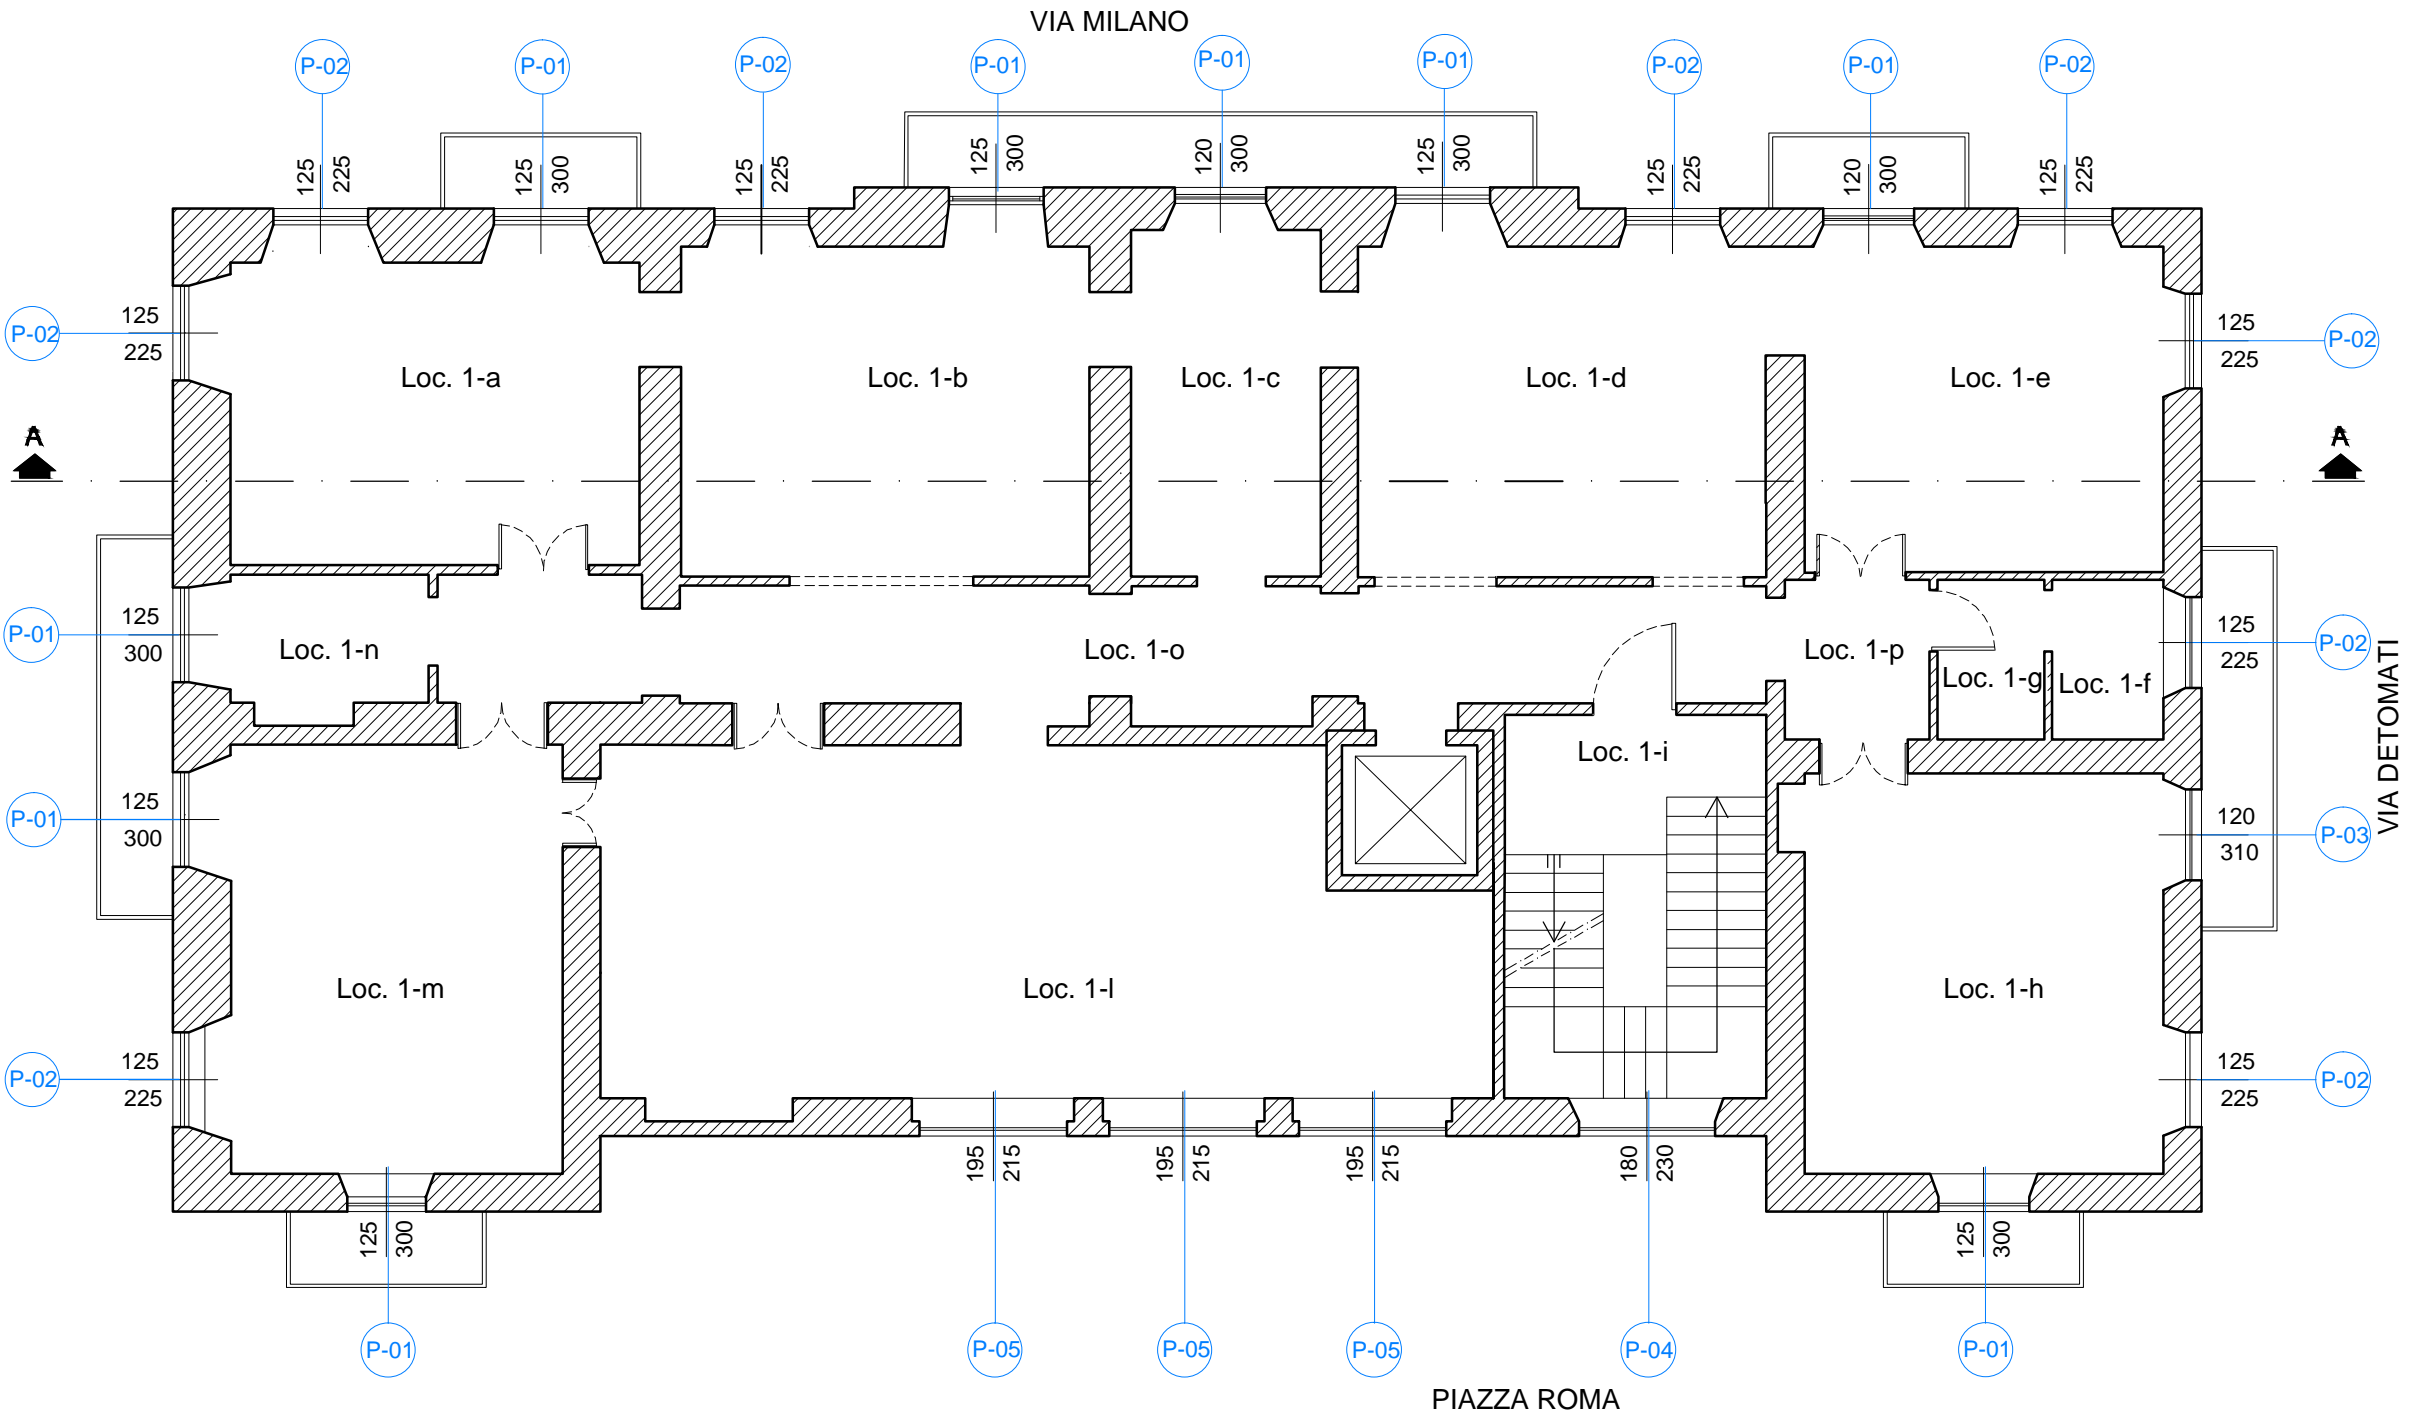 VIA MILANO
P-02
P-01
P-02
P-01
P-01
P-01
P-02
P-01
P-02
125
225
125
300
125
225
125
300
120
300
125
300
125
225
120
300
125
225
P-02
125
225
125
225
P-02
Loc. 1-a
Loc. 1-b
Loc. 1-c
Loc. 1-d
Loc. 1-e
A
A
P-01
125
300
125
225
P-02
Loc. 1-n
Loc. 1-o
Loc. 1-p
Loc. 1-g
Loc. 1-f
VIA DETOMATI
Loc. 1-i
P-01
125
300
120
310
P-03
Loc. 1-m
Loc. 1-l
Loc. 1-h
P-02
125
225
125
225
P-02
195
215
195
215
195
215
180
230
125
300
125
300
P-01
P-05
P-05
P-05
P-04
P-01
PIAZZA ROMA